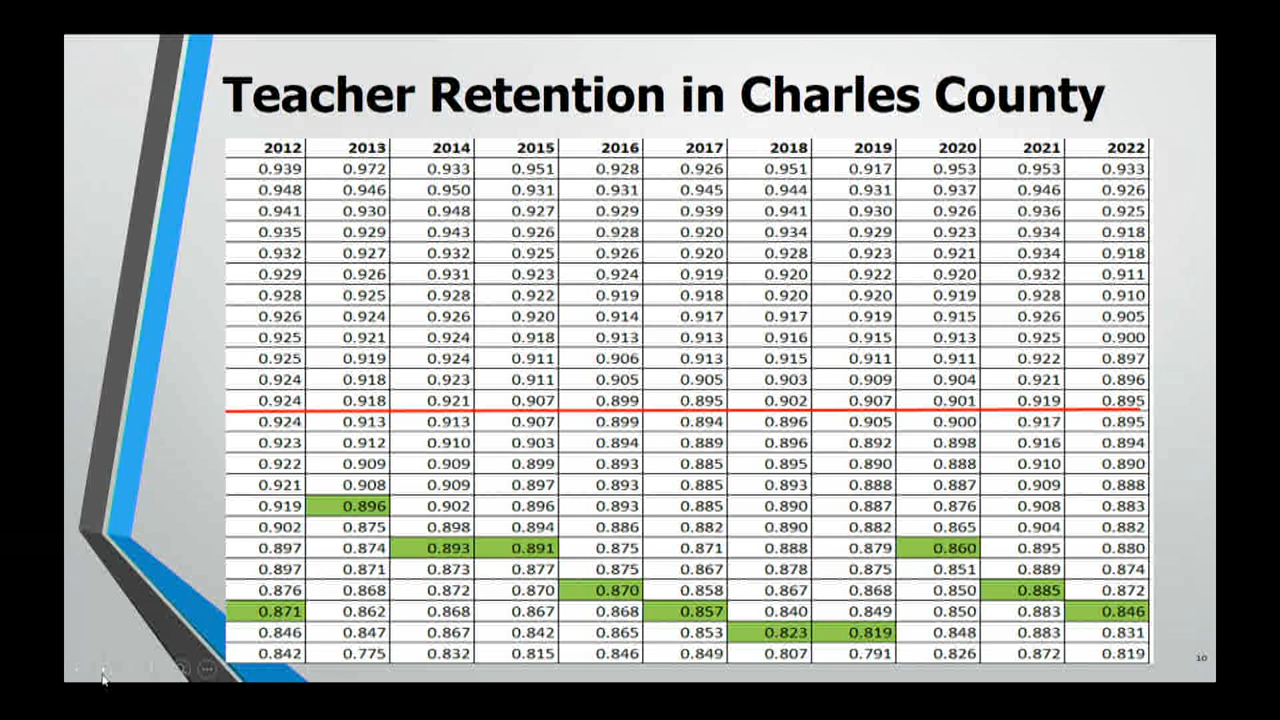 Teacher Retention in Charles County
2012 2013 2014 2015 2016 2017 2018 2019 2020 2021 2022
0.939 0.972 0.933 0.951 0.928 0.926 0.951 0.917 0.953 0.953 0.933
0.948 0.946 0.950 0.931 0.931 0.945 0.944 0.931 0.937 0.946 0.926
0.941 0.930 0.948 0.927 0.929 0.939 0.941 0.930 0.926 0.936 0.925
0.935 0.929 0.943 0.926 0.928 0.920 0.934 0.929 0.923 0.934 0.918
0.932 0.927 0.932 0.925 0.926 0.920 0.928 0.923 0.921 0.934 0.918
0.929 0.926 0.931 0.923 0.924 0.919 0.920 0.922 0.920 0.932 0.911
0.928 0.925 0.928 0.922 0.919 0.918 0.920 0.920 0.919 0.928 0.910
0.926 0.924 0.926 0.920 0.914 0.917 0.917 0.919 0.915 0.926 0.905
0.925 0.921 0.924 0.918 0.913 0.913 0.916 0.915 0.913 0.925 0.900
0.925 0.919 0.924 0.911 0.906 0.913 0.915 0.911 0.911 0.922 0.897
0.924 0.918 0.923 0.911 0.905 0.905 0.903 0.909 0.904 0.921 0.896
0.924 0.918 0.921 0.907 0.899 0.895 0.902 0.907 0.901 0.919 0.895
0.924 0.913 0.913 0.907 0.899 0.894 0.896 0.905 0.900 0.917 0.895
0.923 0.912 0.910 0.903 0.894 0.889 0.896 0.892 0.898 0.916 0.894
0.922 0.909 0.909 0.899 0.893 0.885 0.895 0.890 0.888 0.910 0.890
0.921 0.908 0.909 0.897 0.893 0.885 0.893 0.888 0.887 0.909 0.888
0.919 0.896 0.902 0.896 0.893 0.885 0.890 0.887 0.876 0.908 0.883
0.902 0.875 0.898 0.894 0.886 0.882 0.890 0.882 0.865 0.904 0.882
0.897 0.874 0.893 0.891 0.875 0.871 0.888 0.879 0.860 0.895 0.880
0.897 0.871 0.873 0.877 0.875 0.867 0.878 0.875 0.851 0.889 0.874
0.876 0.868 0.872 0.870 0.870 0.858 0.867 0.868 0.850 0.885 0.872
0.871 0.862 0.868 0.867 0.868 0.857 0.840 0.849 0.850 0.883 0.846
0.846 0.847 0.867 0.842 0.865 0.853 0.823 0.819 0.848 0.883 0.831
0.842 0.775 0.832 0.815 0.846 0.849 0.807 0.791 0.826 0.872 0.819
10